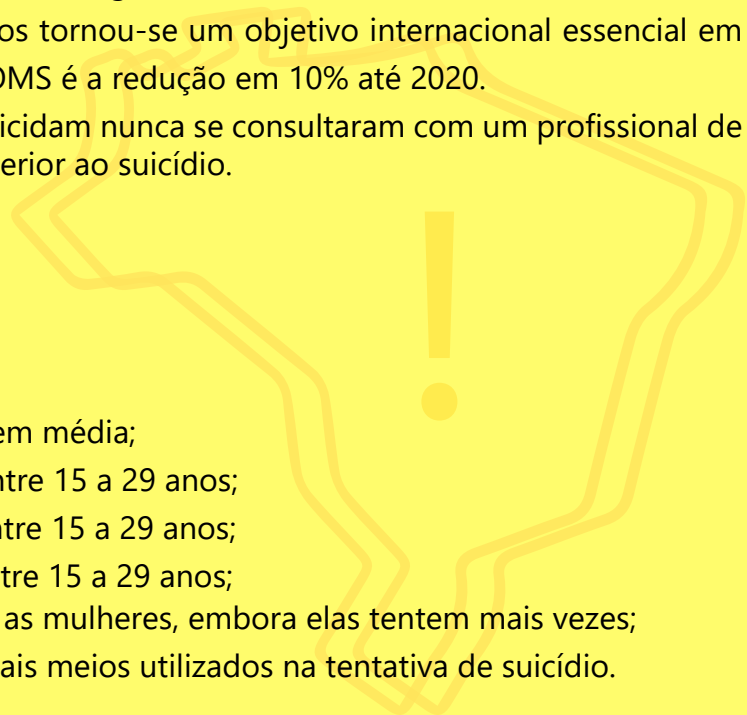 os tornou-se um objetivo internacional essencial em
OMS é a redução em 10% até 2020.
icidam nunca se consultaram com um profissional de
erior ao suicídio.
!
em média;
ntre 15 a 29 anos;
ntre 15 a 29 anos;
tre 15 a 29 anos;
as mulheres, embora elas tentem mais vezes;
ais meios utilizados na tentativa de suicídio.